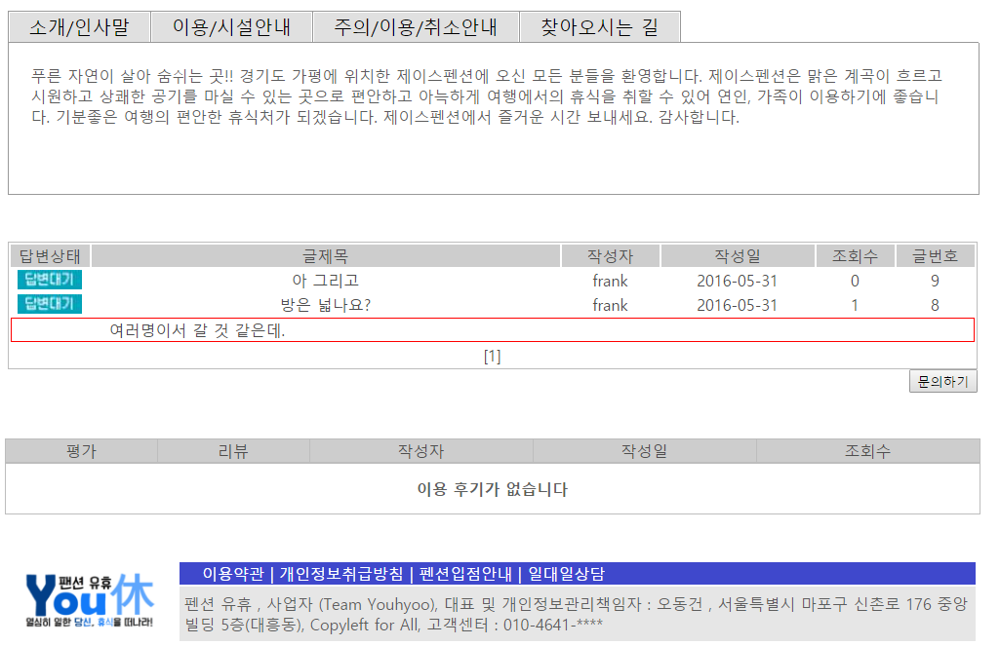 소개/인사말 이용/시설안내 주의/이용/취소안내 찾아오시는 길
푸른 자연이 살아 숨쉬는 곳!! 경기도 가평에 위치한 제이스펜션에 오신 모든 분들을 환영합니다. 제이스펜션은 맑은 계곡이 흐르고
시원하고 상쾌한 공기를 마실 수 있는 곳으로 편안하고 아늑하게 여행에서의 휴식을 취할 수 있어 연인, 가족이 이용하기에 좋습니
다. 기분좋은 여행의 편안한 휴식처가 되겠습니다. 제이스펜션에서 즐거운 시간 보내세요. 감사합니다.
답변상태 글제목 작성자 작성일 조회수 글번호
답변대기 아 그리고 frank 2016-05-31 0 9
답변대기 방은 넓나요? frank 2016-05-31 1 8
여러명이서 갈 것 같은데.
[1]
문의하기
평가 리뷰 작성자 작성일 조회수
이용 후기가 없습니다
팬션 유휴
You休
열심히 일한 당신, 휴식을 떠나라!
이용약관 | 개인정보취급방침 | 펜션입점안내 | 일대일상담
펜션 유휴 , 사업자 (Team Youhyoo), 대표 및 개인정보관리책임자 : 오동건 , 서울특별시 마포구 신촌로 176 중앙
빌딩 5층(대흥동), Copyleft for All, 고객센터 : 010-4641-****